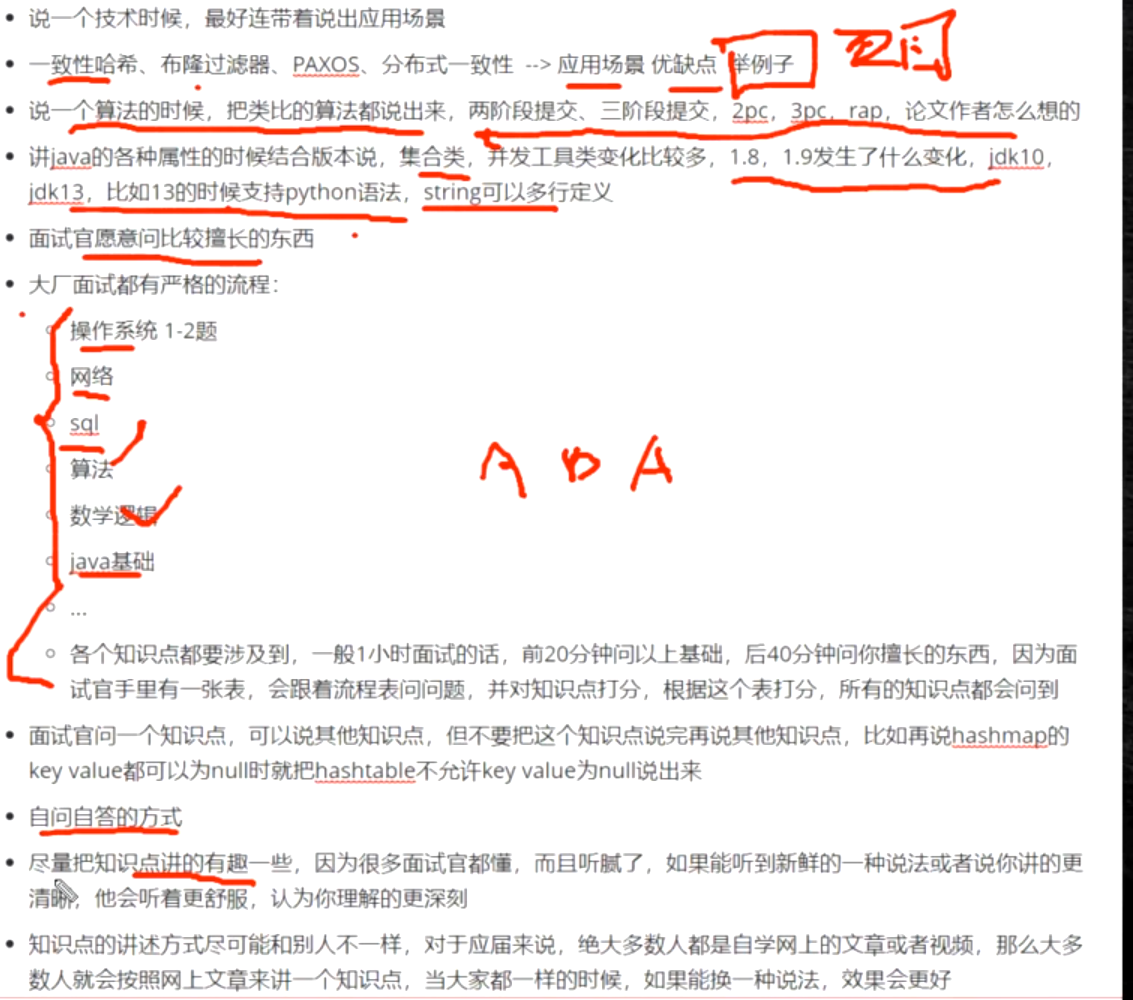 说一个技术时候，最好连带着说出应用场景
一致性哈希、布隆过滤器、PAXOS、分布式一致性 --> 应用场景 优缺点 举例子
说一个算法的时候，把类比的算法都说出来，两阶段提交、三阶段提交，2pc，3pc，rap，论文作者怎么想的
讲java的各种属性的时候结合版本说，集合类，并发工具类变化比较多，1.8，1.9发生了什么变化，jdk10，
jdk13，比如13的时候支持python语法，string可以多行定义
面试官愿意问比较擅长的东西
大厂面试都有严格的流程：
操作系统 1-2题
网络
sql
算法
A B A
数学逻辑
java基础
...
各个知识点都要涉及到，一般1小时面试的话，前20分钟问以上基础，后40分钟问你擅长的东西，因为面
试官手里有一张表，会跟着流程表问问题，并对知识点打分，根据这个表打分，所有的知识点都会问到
面试官问一个知识点，可以说其他知识点，但不要把这个知识点说完再说其他知识点，比如再说hashmap的
key value都可以为null时就把hashtable不允许key value为null说出来
自问自答的方式
尽量把知识点讲的有趣一些，因为很多面试官都懂，而且听腻了，如果能听到新鲜的一种说法或者说你讲的更
清晰，他会听着更舒服，认为你理解的更深刻
知识点的讲述方式尽可能和别人不一样，对于应届来说，绝大多数人都是自学网上的文章或者视频，那么大多
数人就会按照网上文章来讲一个知识点，当大家都一样的时候，如果能换一种说法，效果会更好